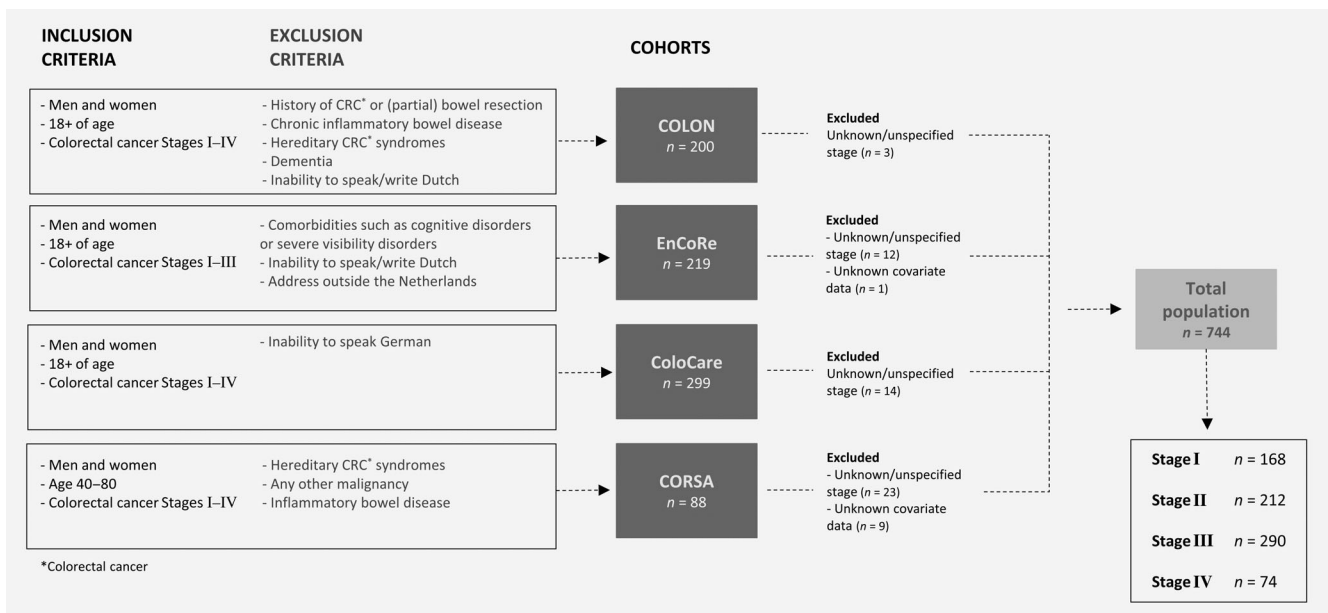 INCLUSION
CRITERIA
EXCLUSION
CRITERIA
COHORTS
- Men and women
- 18+ of age
- Colorectal cancer Stages I–IV
- History of CRC* or (partial) bowel resection
- Chronic inflammatory bowel disease
- Hereditary CRC* syndromes
- Dementia
- Inability to speak/write Dutch
COLON
n = 200
Excluded
Unknown/unspecified
stage (n = 3)
- Men and women
- 18+ of age
- Colorectal cancer Stages I–III
- Comorbidities such as cognitive disorders
or severe visibility disorders
- Inability to speak/write Dutch
- Address outside the Netherlands
EnCoRe
n = 219
Excluded
- Unknown/unspecified
stage (n = 12)
- Unknown covariate
data (n = 1)
- Men and women
- 18+ of age
- Colorectal cancer Stages I–IV
- Inability to speak German
ColoCare
n = 299
Excluded
Unknown/unspecified
stage (n = 14)
- Men and women
- Age 40–80
- Colorectal cancer Stages I–IV
- Hereditary CRC* syndromes
- Any other malignancy
- Inflammatory bowel disease
CORSA
n = 88
Excluded
- Unknown/unspecified
stage (n = 23)
- Unknown covariate
data (n = 9)
Total
population
n = 744
Stage I n = 168
Stage II n = 212
Stage III n = 290
Stage IV n = 74
*Colorectal cancer